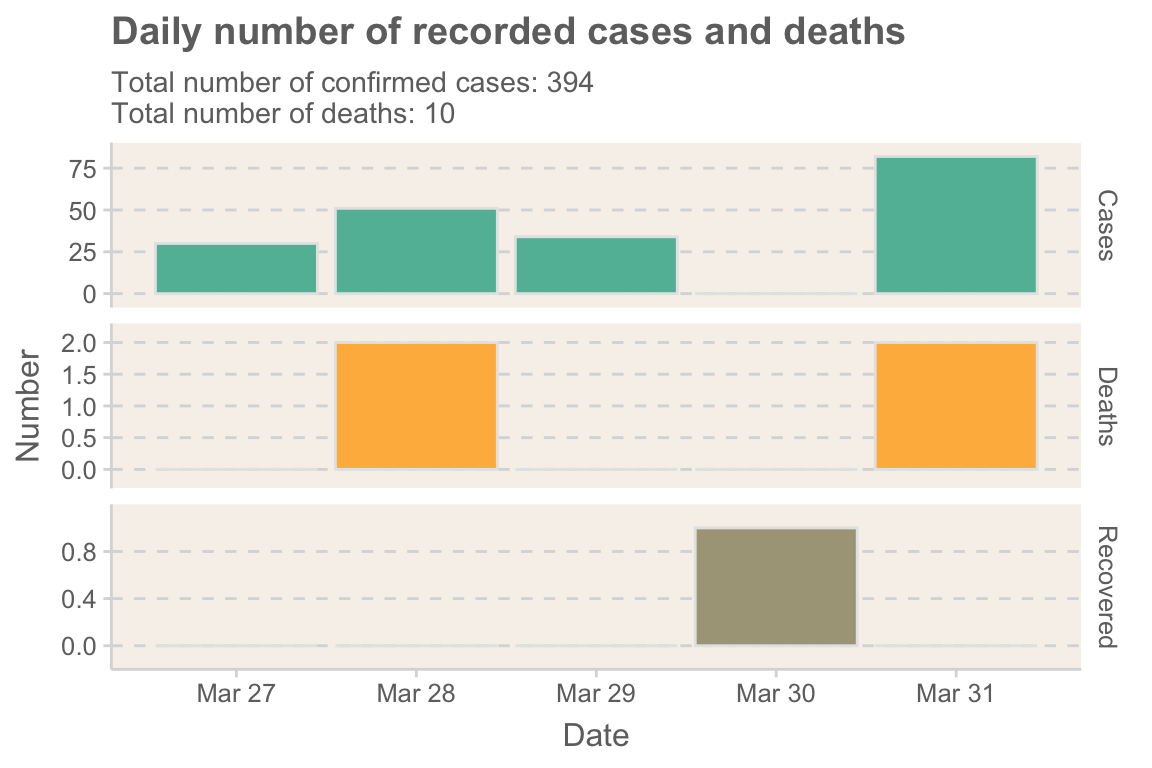 Daily number of recorded cases and deaths
Total number of confirmed cases: 394
Total number of deaths: 10
75
50
25
0
Cases
Number
2.0
1.5
1.0
0.5
0.0
Deaths
0.8
0.4
0.0
Recovered
Mar 27 Mar 28 Mar 29 Mar 30 Mar 31
Date